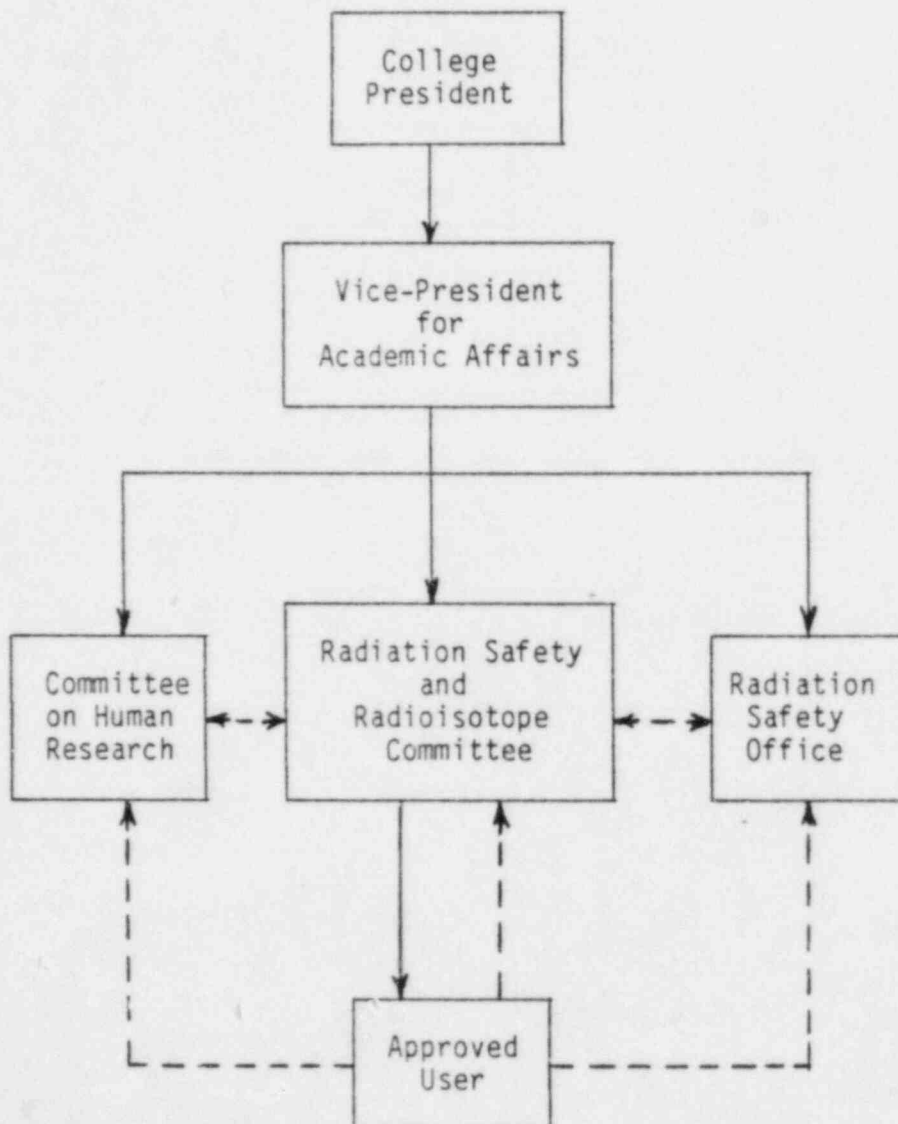 College
President
Vice-President
for
Academic Affairs
Committee
on Human
Research
Radiation Safety
and
Radioisotope
Committee
Radiation
Safety
Office
Approved
User